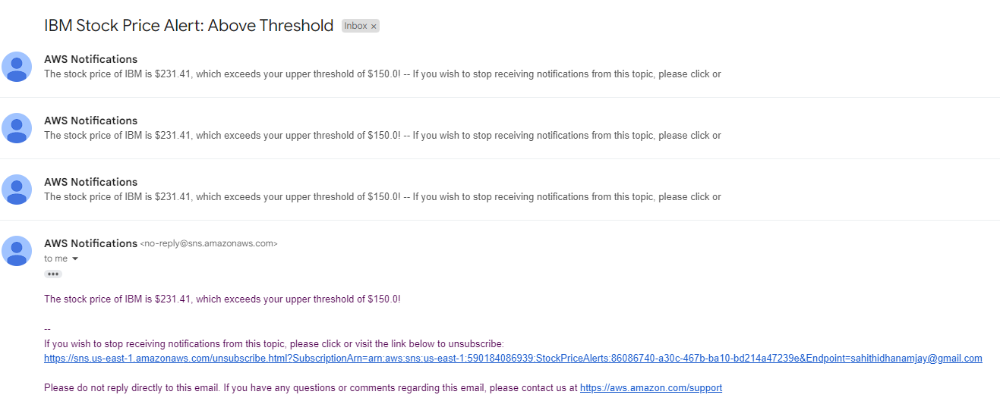 IBM Stock Price Alert: Above Threshold Inbox ×
AWS Notifications
The stock price of IBM is $231.41, which exceeds your upper threshold of $150.0! -- If you wish to stop receiving notifications from this topic, please click or
AWS Notifications
The stock price of IBM is $231.41, which exceeds your upper threshold of $150.0! -- If you wish to stop receiving notifications from this topic, please click or
AWS Notifications
The stock price of IBM is $231.41, which exceeds your upper threshold of $150.0! -- If you wish to stop receiving notifications from this topic, please click or
AWS Notifications <no-reply@sns.amazonaws.com>
to me
•••
The stock price of IBM is $231.41, which exceeds your upper threshold of $150.0!
--
If you wish to stop receiving notifications from this topic, please click or visit the link below to unsubscribe:
https://sns.us-east-1.amazonaws.com/unsubscribe.html?SubscriptionArn=arn:aws:sns:us-east-1:590184086939:StockPriceAlerts:86086740-a30c-467b-ba10-bd214a47239e&Endpoint=sahithidhanamjay@gmail.com
Please do not reply directly to this email. If you have any questions or comments regarding this email, please contact us at https://aws.amazon.com/support